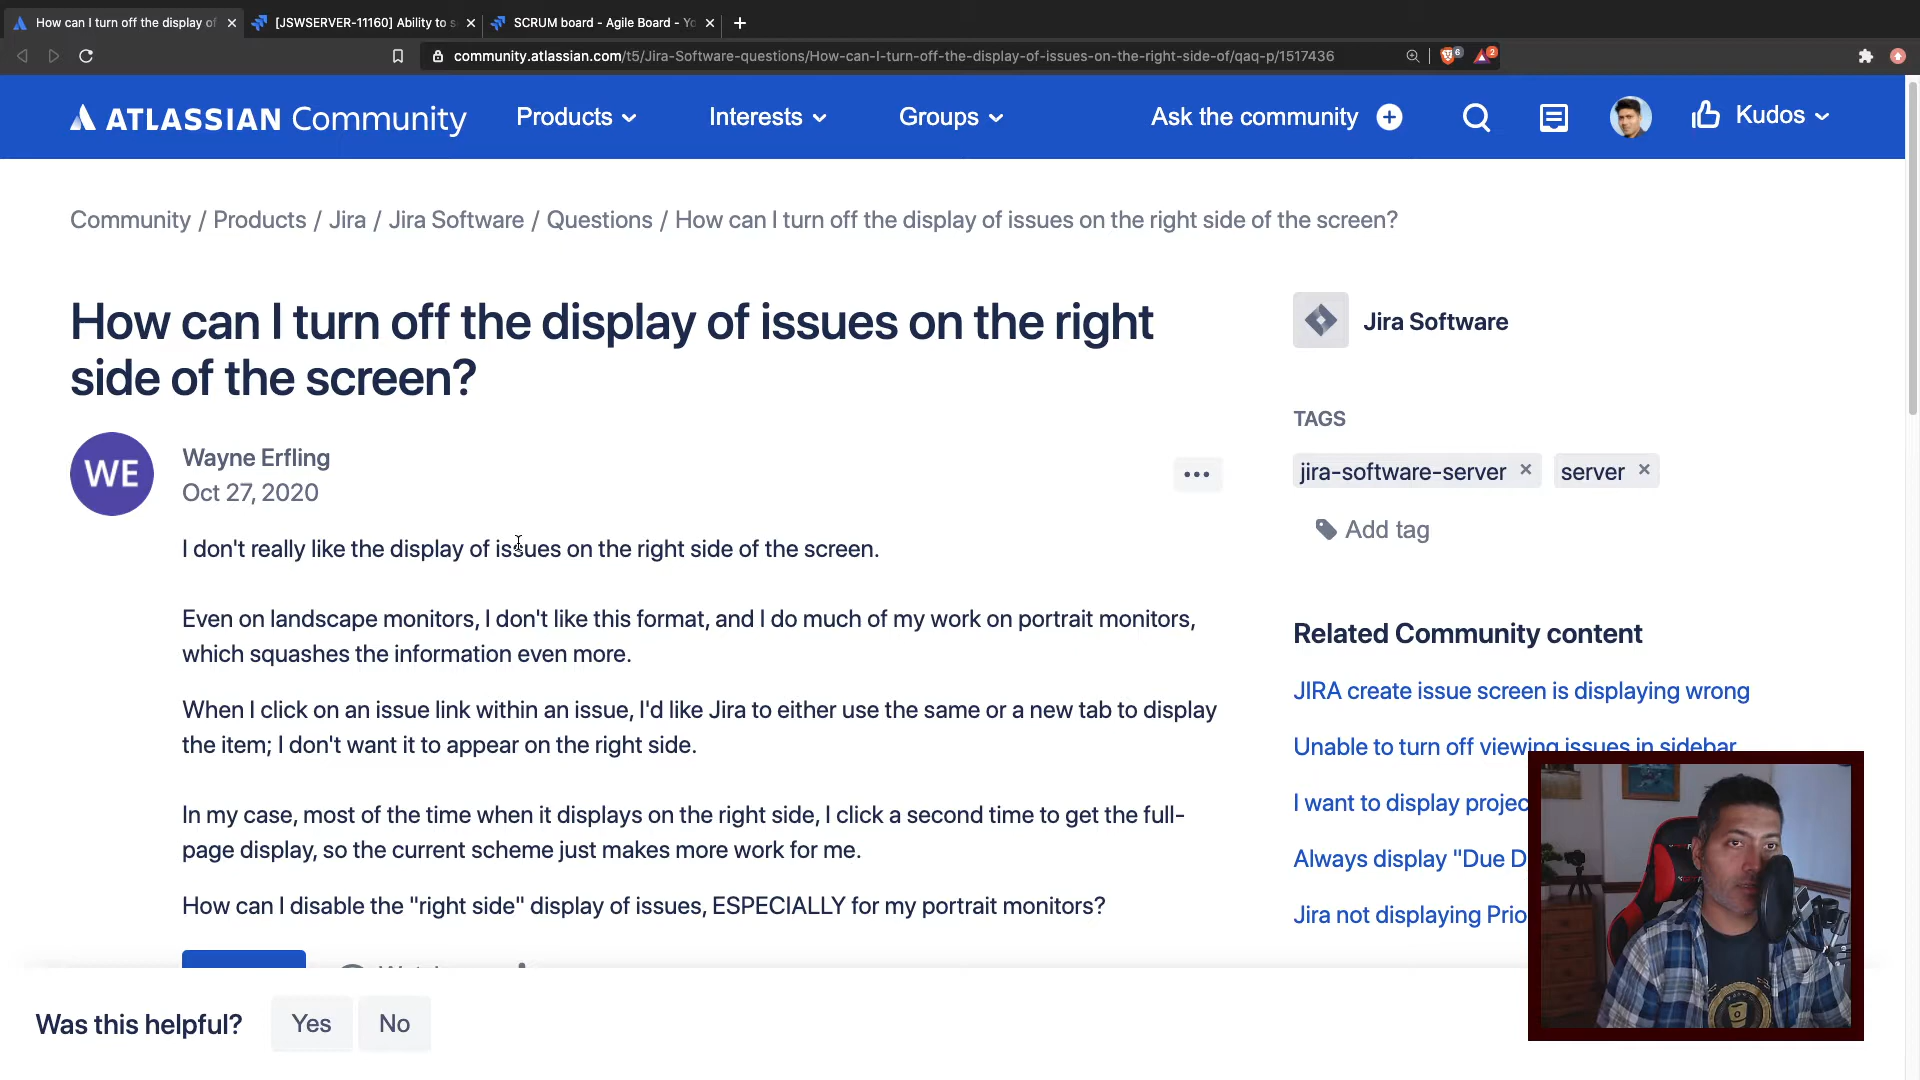 How can I turn off the display of
[JSWSERVER-11160] Ability to s
SCRUM board - Agile Board - Yo
community.atlassian.com/t5/Jira-Software-questions/How-can-I-turn-off-the-display-of-issues-on-the-right-side-of/qaq-p/1517436
6
2
ATLASSIAN Community
Products
Interests
Groups
Ask the community
Kudos
Community / Products / Jira / Jira Software / Questions / How can I turn off the display of issues on the right side of the screen?
How can I turn off the display of issues on the right
side of the screen?
WE
Wayne Erfling
Oct 27, 2020
I don't really like the display of issues on the right side of the screen.
Even on landscape monitors, I don't like this format, and I do much of my work on portrait monitors,
which squashes the information even more.
When I click on an issue link within an issue, I'd like Jira to either use the same or a new tab to display
the item; I don't want it to appear on the right side.
In my case, most of the time when it displays on the right side, I click a second time to get the full-
page display, so the current scheme just makes more work for me.
How can I disable the "right side" display of issues, ESPECIALLY for my portrait monitors?
Jira Software
TAGS
jira-software-server
server
Add tag
Related Community content
JIRA create issue screen is displaying wrong
Unable to turn off viewing issues in sidebar
I want to display projec
Always display "Due D
Jira not displaying Prio
Was this helpful?
Yes
No